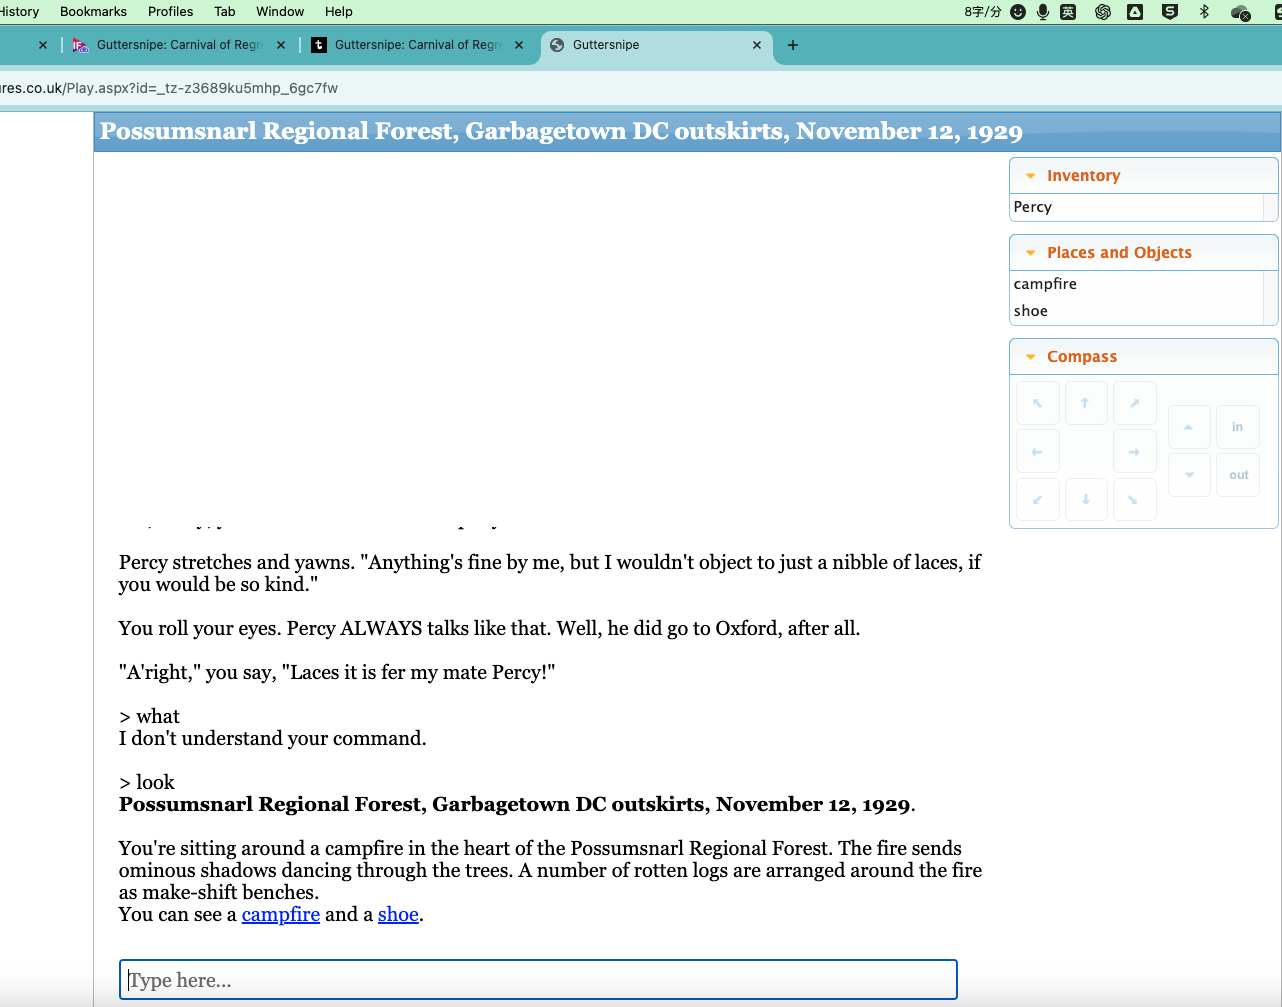 History Bookmarks Profiles Tab Window Help 8字/分 英
Guttersnipe: Carnival of Regre Guttersnipe: Carnival of Regre Guttersnipe
res.co.uk/Play.aspx?id=_tz-z3689ku5mhp_6gc7fw
Possumsnarl Regional Forest, Garbagetown DC outskirts, November 12, 1929
Inventory
Percy
Places and Objects
campfire
shoe
Compass
in
out
Percy stretches and yawns. "Anything's fine by me, but I wouldn't object to just a nibble of laces, if
you would be so kind."
You roll your eyes. Percy ALWAYS talks like that. Well, he did go to Oxford, after all.
"A'right," you say, "Laces it is fer my mate Percy!"
> what
I don't understand your command.
> look
Possumsnarl Regional Forest, Garbagetown DC outskirts, November 12, 1929.
You're sitting around a campfire in the heart of the Possumsnarl Regional Forest. The fire sends
ominous shadows dancing through the trees. A number of rotten logs are arranged around the fire
as make-shift benches.
You can see a campfire and a shoe.
Type here...